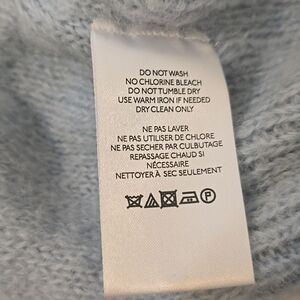 DO NOT WASH
NO CHLORINE BLEACH
DO NOT TUMBLE DRY
USE WARM IRON IF NEEDED
DRY CLEAN ONLY
NE PAS LAVER
NE PAS UTILISER DE CHLORE
NE PAS SECHER PAR CULBUTAGE
REPASSAGE CHAUD SI
NÉCESSAIRE
NETTOYER À SEC SEULEMENT
P